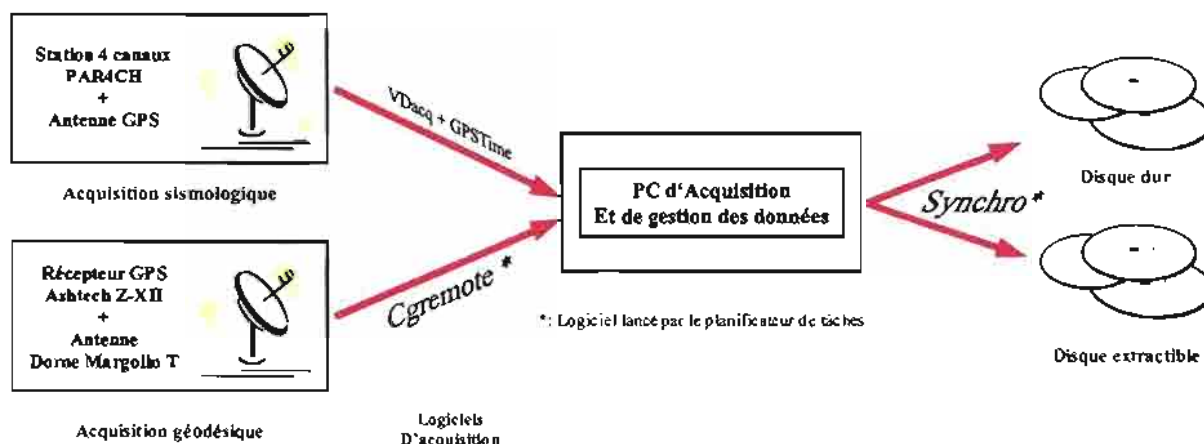 Station 4 canaux
PAR4CH
+
Antenne GPS
Acquisition sismologique
VDacq + GPSTime
Récepteur GPS
Ashtech Z-XII
+
Antenne
Dorne Margollo T
Acquisition géodésique
Cgremote *
Logiciels
D'acquisition
PC d'Acquisition
Et de gestion des données
*: Logiciel lancé par le planificateur de tâches
Synchro *
Disque dur
Disque extractible